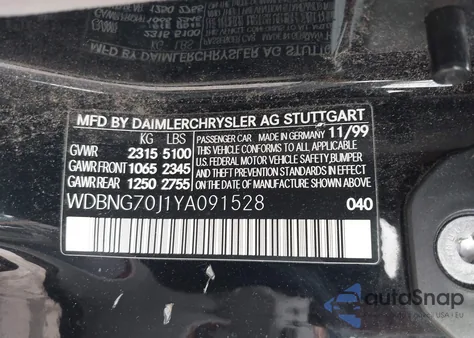 MFD BY DAIMLERCHRYSLER AG STUTTGART
KG LBS
GVWR 2315 5100
GAWR FRONT 1065 2345
GAWR REAR 1250 2755
PASSENGER CAR MADE IN GERMANY 11/99
THIS VEHICLE CONFORMS TO ALL APPLICABLE
U.S. FEDERAL MOTOR VEHICLE SAFETY,BUMPER
AND THEFT PREVENTION STANDARDS
IN EFFECT ON THE DATE OF
MANUFACTURE SHOWN ABOVE
WDBNG70J1YA091528 040
autoSnap